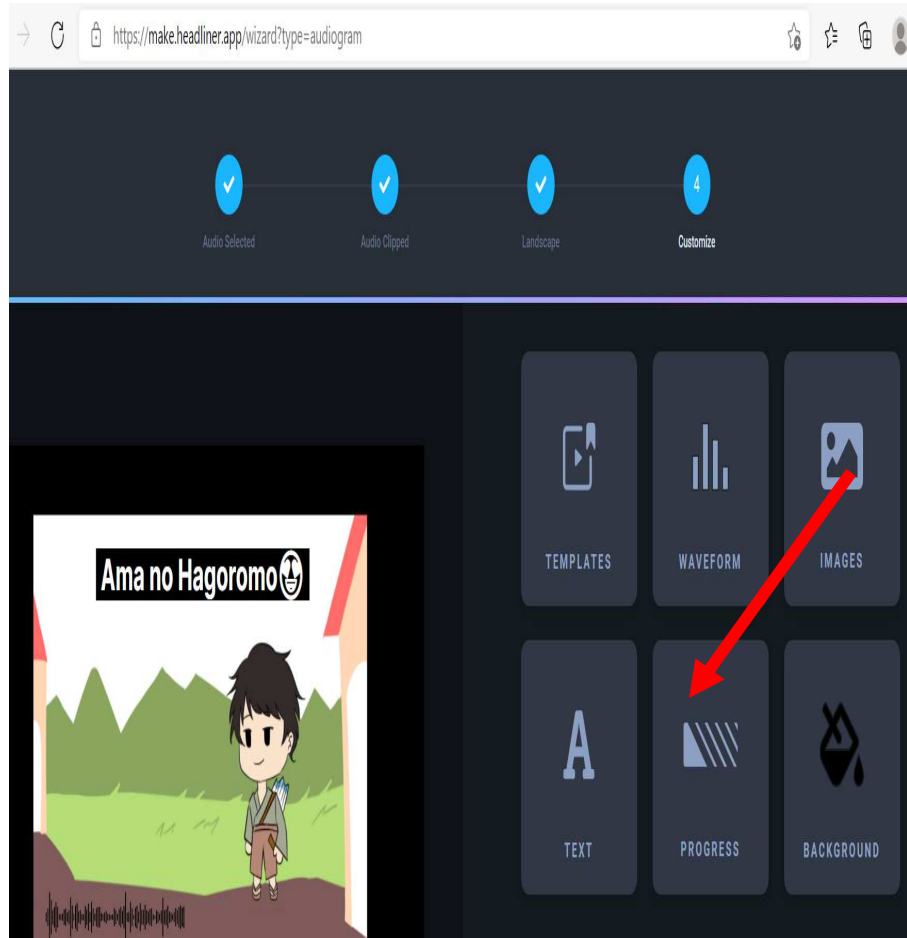 https://make.headliner.app/wizard?type=audiogram
4
Audio Selected
Audio Clipped
Landscape
Customize
TEMPLATES
WAVEFORM
IMAGES
Ama no Hagoromo🤩
A
TEXT
PROGRESS
BACKGROUND